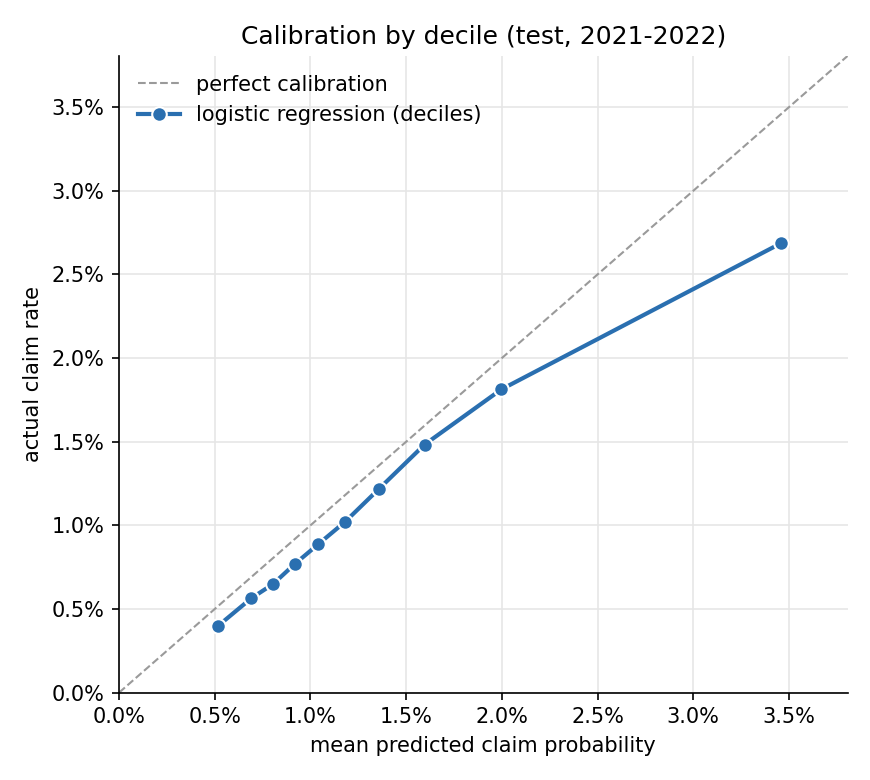 Calibration by decile (test, 2021-2022)
perfect calibration
logistic regression (deciles)
3.5%
3.0%
2.5%
2.0%
1.5%
1.0%
0.5%
0.0%
actual claim rate
0.0% 0.5% 1.0% 1.5% 2.0% 2.5% 3.0% 3.5%
mean predicted claim probability